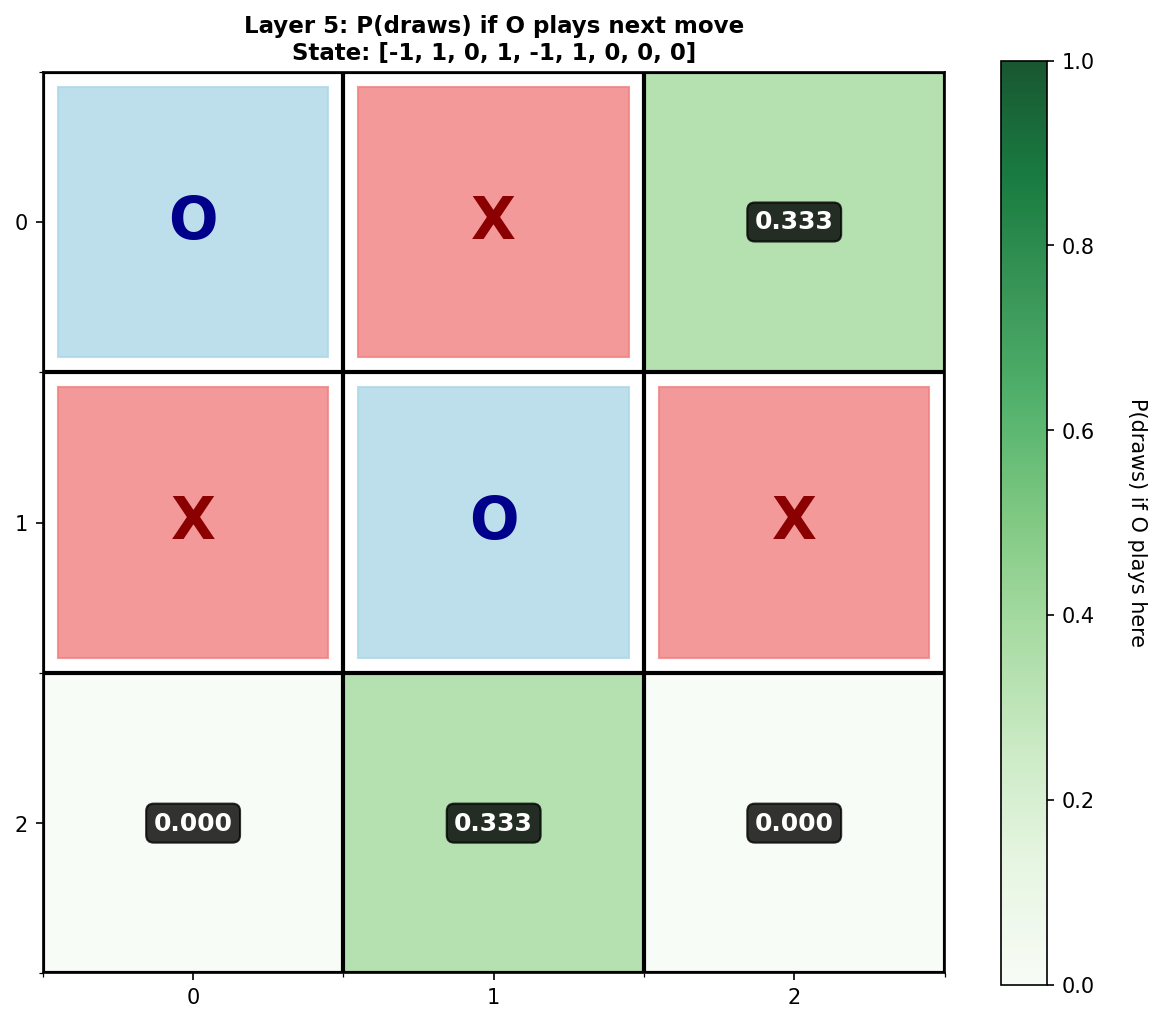 Layer 5: P(draws) if O plays next move
State: [-1, 1, 0, 1, -1, 1, 0, 0, 0]
0
O
X
0.333
1
X
O
X
2
0.000
0.333
0.000
0
1
2
1.0
0.8
0.6
0.4
0.2
0.0
P(draws) if O plays here